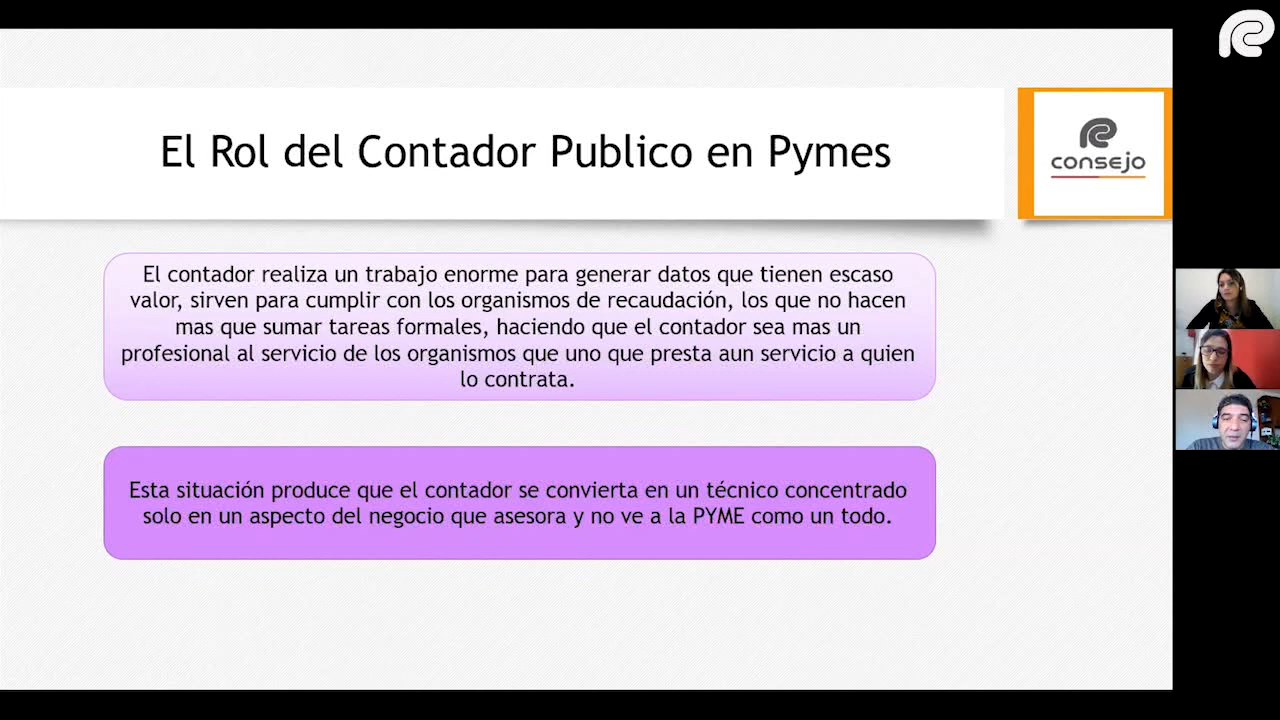 El Rol del Contador Publico en Pymes
consejo
El contador realiza un trabajo enorme para generar datos que tienen escaso
valor, sirven para cumplir con los organismos de recaudación, los que no hacen
mas que sumar tareas formales, haciendo que el contador sea mas un
profesional al servicio de los organismos que uno que presta aun servicio a quien
lo contrata.
Esta situación produce que el contador se convierta en un técnico concentrado
solo en un aspecto del negocio que asesora y no ve a la PYME como un todo.